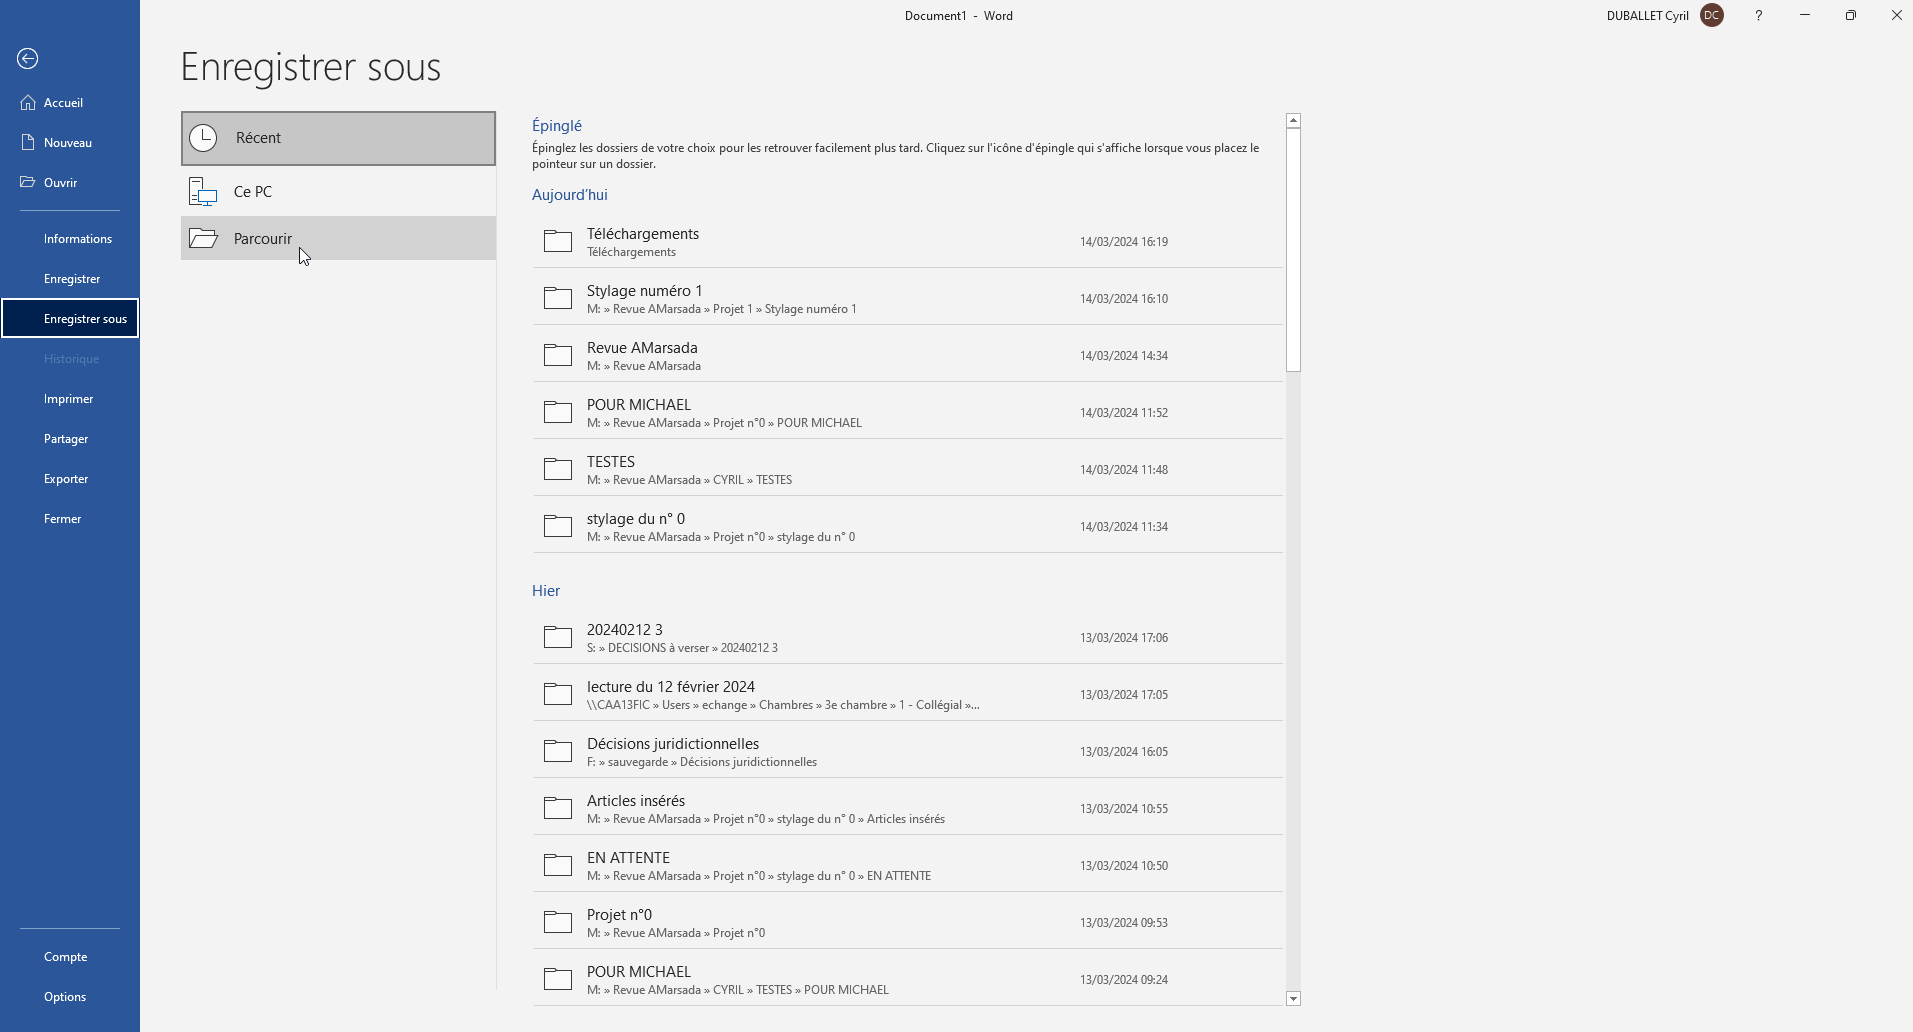 Document1 - Word
DUBALLET Cyril
DC
?
Enregistrer sous
Accueil
Nouveau
Ouvrir
Informations
Enregistrer
Enregistrer sous
Historique
Imprimer
Partager
Exporter
Fermer
Compte
Options
Récent
Ce PC
Parcourir
Épinglé
Épinglez les dossiers de votre choix pour les retrouver facilement plus tard. Cliquez sur l'icône d'épingle qui s'affiche lorsque vous placez le
pointeur sur un dossier.
Aujourd'hui
Téléchargements 14/03/2024 16:19
Téléchargements
Stylage numéro 1 14/03/2024 16:10
M: » Revue AMarsada » Projet 1 » Stylage numéro 1
Revue AMarsada 14/03/2024 14:34
M: » Revue AMarsada
POUR MICHAEL 14/03/2024 11:52
M: » Revue AMarsada » Projet n°0 » POUR MICHAEL
TESTES 14/03/2024 11:48
M: » Revue AMarsada » CYRIL » TESTES
stylage du n° 0 14/03/2024 11:34
M: » Revue AMarsada » Projet n°0 » stylage du n° 0
Hier
20240212 3 13/03/2024 17:06
S: » DECISIONS à verser » 20240212 3
lecture du 12 février 2024 13/03/2024 17:05
\\CAA13FIC » Users » echange » Chambres » 3e chambre » 1 - Collégial »...
Décisions juridictionnelles 13/03/2024 16:05
F: » sauvegarde » Décisions juridictionnelles
Articles insérés 13/03/2024 10:55
M: » Revue AMarsada » Projet n°0 » stylage du n° 0 » Articles insérés
EN ATTENTE 13/03/2024 10:50
M: » Revue AMarsada » Projet n°0 » stylage du n° 0 » EN ATTENTE
Projet n°0 13/03/2024 09:53
M: » Revue AMarsada » Projet n°0
POUR MICHAEL 13/03/2024 09:24
M: » Revue AMarsada » CYRIL » TESTES » POUR MICHAEL